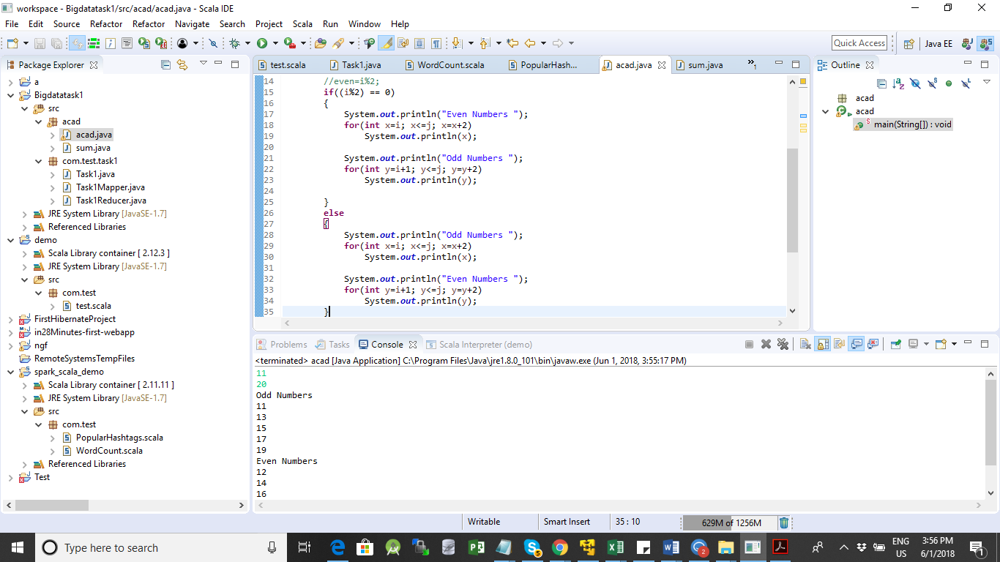 workspace - Bigdatatask1/src/acad/acad.java - Scala IDE
File Edit Source Refactor Refactor Navigate Search Project Scala Run Window Help
Quick Access
Java EE
Package Explorer
a
Bigdatatask1
src
acad
acad.java
sum.java
com.test.task1
Task1.java
Task1Mapper.java
Task1Reducer.java
JRE System Library [JavaSE-1.7]
Referenced Libraries
demo
Scala Library container [ 2.12.3 ]
JRE System Library [JavaSE-1.7]
src
com.test
test.scala
FirstHibernateProject
in28Minutes-first-webapp
ngf
RemoteSystemsTempFiles
spark_scala_demo
Scala Library container [ 2.11.11 ]
JRE System Library [JavaSE-1.7]
src
com.test
PopularHashtags.scala
WordCount.scala
Referenced Libraries
Test
test.scala Task1.java WordCount.scala PopularHash... acad.java sum.java 1
14 //even=i%2;
15 if((i%2) == 0)
16 {
17 System.out.println("Even Numbers ");
18 for(int x=i; x<=j; x=x+2)
19 System.out.println(x);
20
21 System.out.println("Odd Numbers ");
22 for(int y=i+1; y<=j; y=y+2)
23 System.out.println(y);
24
25 }
26 else
27 {
28 System.out.println("Odd Numbers ");
29 for(int x=i; x<=j; x=x+2)
30 System.out.println(x);
31
32 System.out.println("Even Numbers ");
33 for(int y=i+1; y<=j; y=y+2)
34 System.out.println(y);
35 }
Outline
acad
acad
main(String[]) : void
Problems Tasks Console Scala Interpreter (demo)
<terminated> acad [Java Application] C:\Program Files\Java\jre1.8.0_101\bin\javaw.exe (Jun 1, 2018, 3:55:17 PM)
11
20
Odd Numbers
11
13
15
17
19
Even Numbers
12
14
16
Writable Smart Insert 35 : 10 629M of 1256M
Type here to search
ENG
US
3:56 PM
6/1/2018